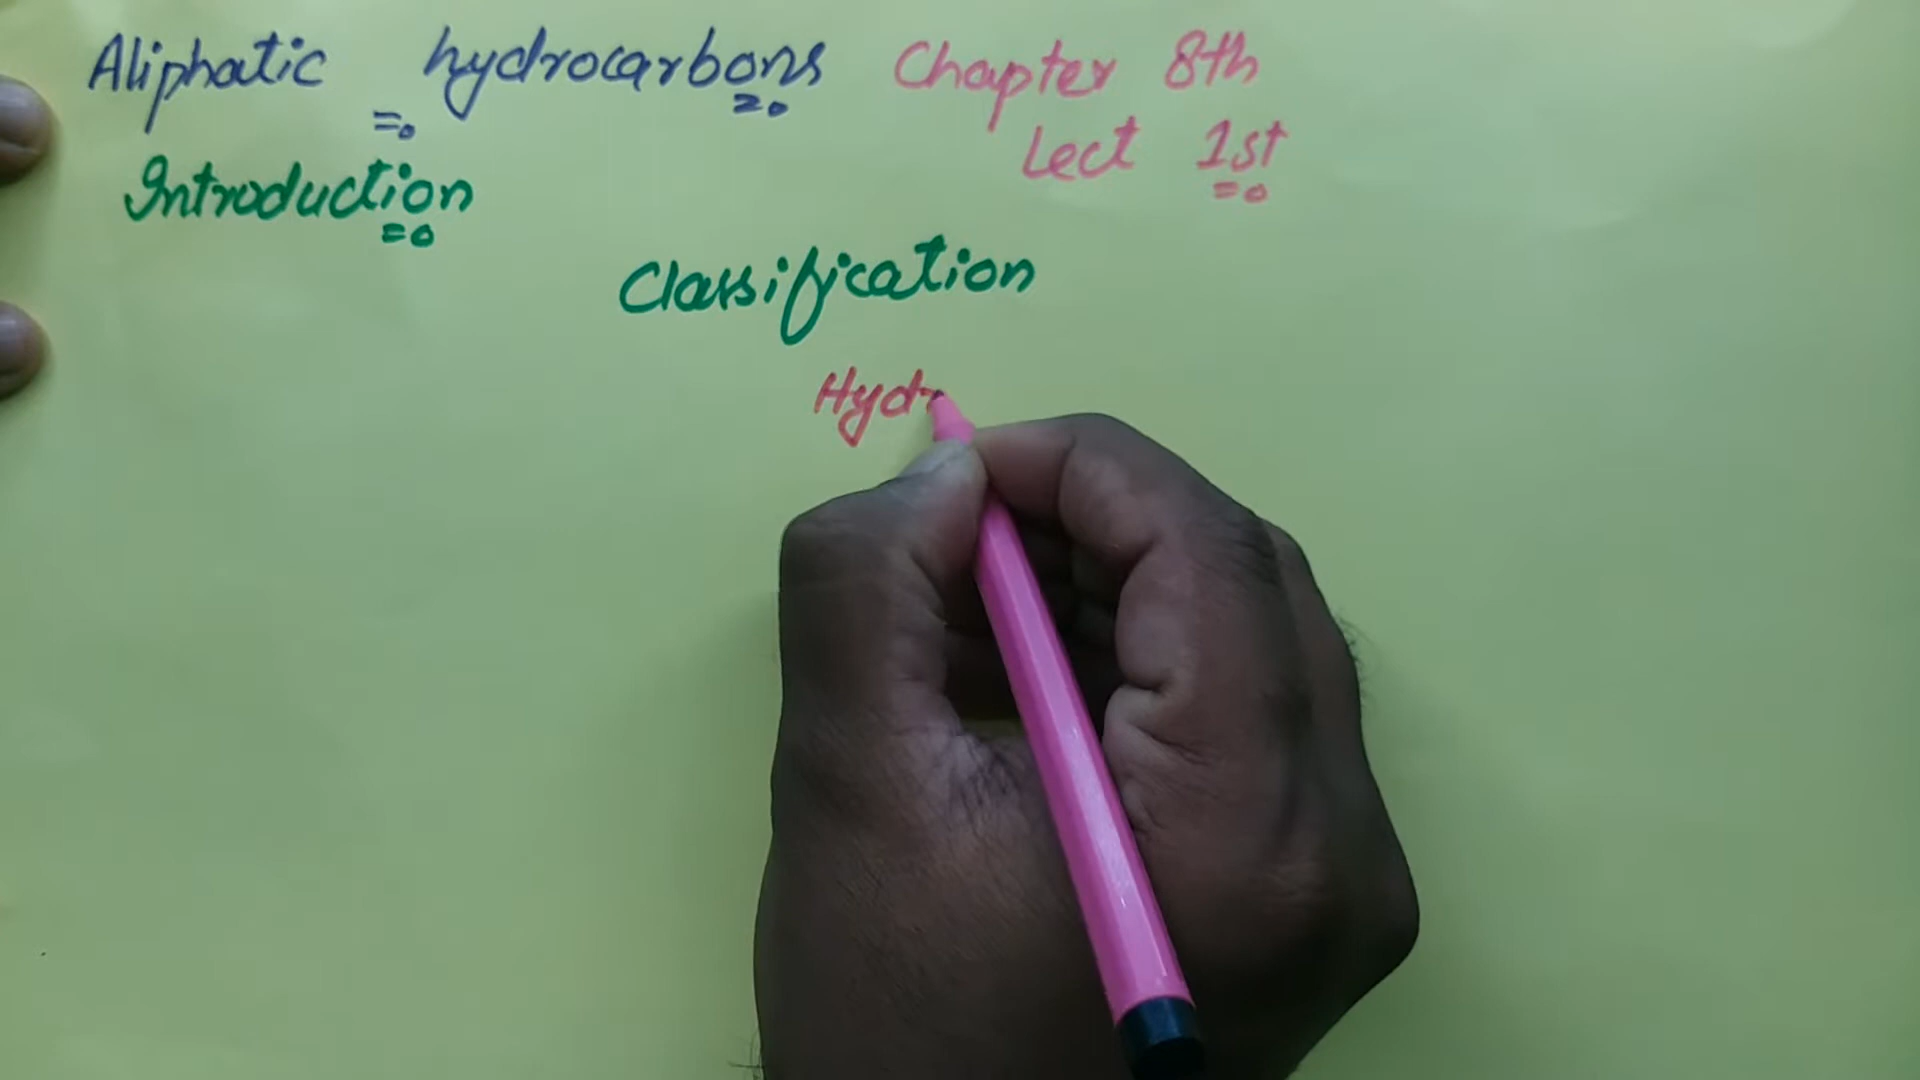 Aliphatic hydrocarbons Chapter 8th
Lect 1st
Introduction
Classification
Hydr